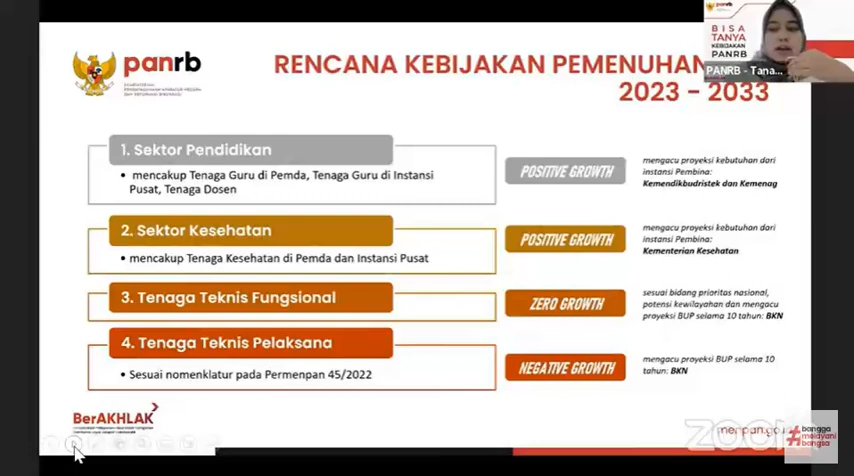 panrb
KEMENTERIAN
PENDAYAGUNAAN APARATUR NEGARA
DAN REFORMASI BIROKRASI
RENCANA KEBIJAKAN PEMENUHAN
2023 - 2033
panrb
BISA
TANYA
KEBIJAKAN
PANRB
PANRB - Tana...
1. Sektor Pendidikan
• mencakup Tenaga Guru di Pemda, Tenaga Guru di Instansi
Pusat, Tenaga Dosen
POSITIVE GROWTH
mengacu proyeksi kebutuhan dari
instansi Pembina:
Kemendikbudristek dan Kemenag
2. Sektor Kesehatan
• mencakup Tenaga Kesehatan di Pemda dan Instansi Pusat
POSITIVE GROWTH
mengacu proyeksi kebutuhan dari
instansi Pembina:
Kementerian Kesehatan
3. Tenaga Teknis Fungsional
ZERO GROWTH
sesuai bidang prioritas nasional,
potensi kewilayahan dan mengacu
proyeksi BUP selama 10 tahun: BKN
4. Tenaga Teknis Pelaksana
• Sesuai nomenklatur pada Permenpan 45/2022
NEGATIVE GROWTH
mengacu proyeksi BUP selama 10
tahun: BKN
BerAKHLAK
zoom
menpan.go
#bangga
melayani
bangsa